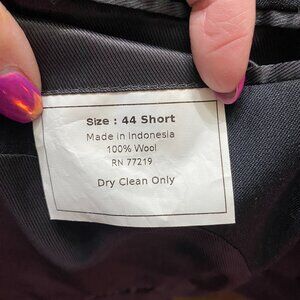 Size : 44 Short
Made in Indonesia
100% Wool
RN 77219
Dry Clean Only